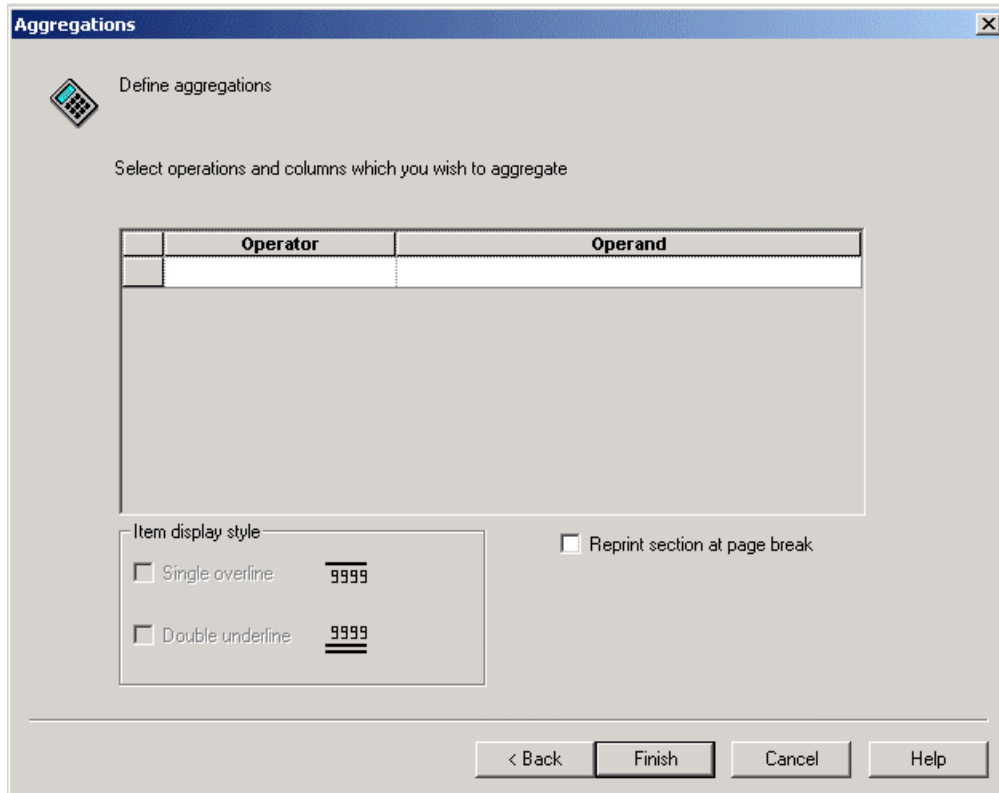 Aggregations
Define aggregations
Select operations and columns which you wish to aggregate
Operator Operand
Item display style
Reprint section at page break
Single overline 9999
Double underline 9999
< Back Finish Cancel Help